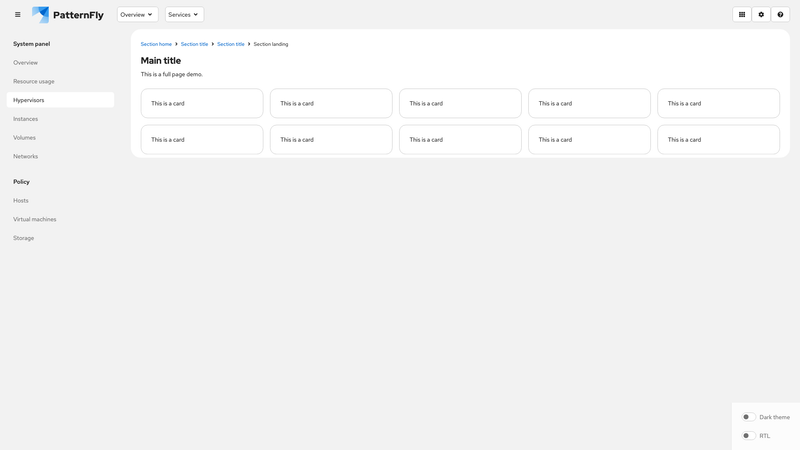 PatternFly
Overview
Services
System panel
Overview
Resource usage
Hypervisors
Instances
Volumes
Networks
Policy
Hosts
Virtual machines
Storage
Section home
Section title
Section title
Section landing
Main title
This is a full page demo.
This is a card
This is a card
This is a card
This is a card
This is a card
This is a card
This is a card
This is a card
This is a card
This is a card
Dark theme
RTL